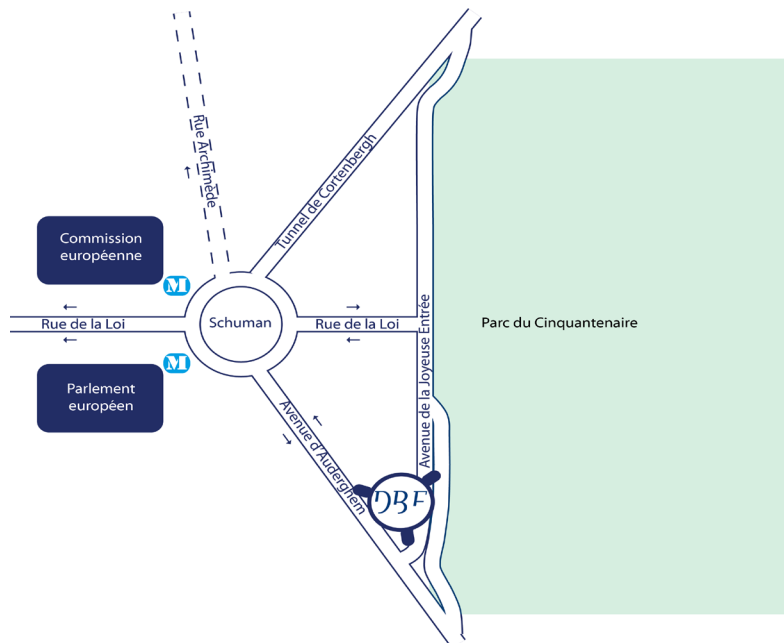 Rue Archimède
Tunnel de Cortenbergh
Commission
européenne
M
Rue de la Loi
Schuman
Rue de la Loi
Parc du Cinquantenaire
Avenue de la Joyeuse Entrée
M
Parlement
européen
Avenue d'Auderghem
DBF